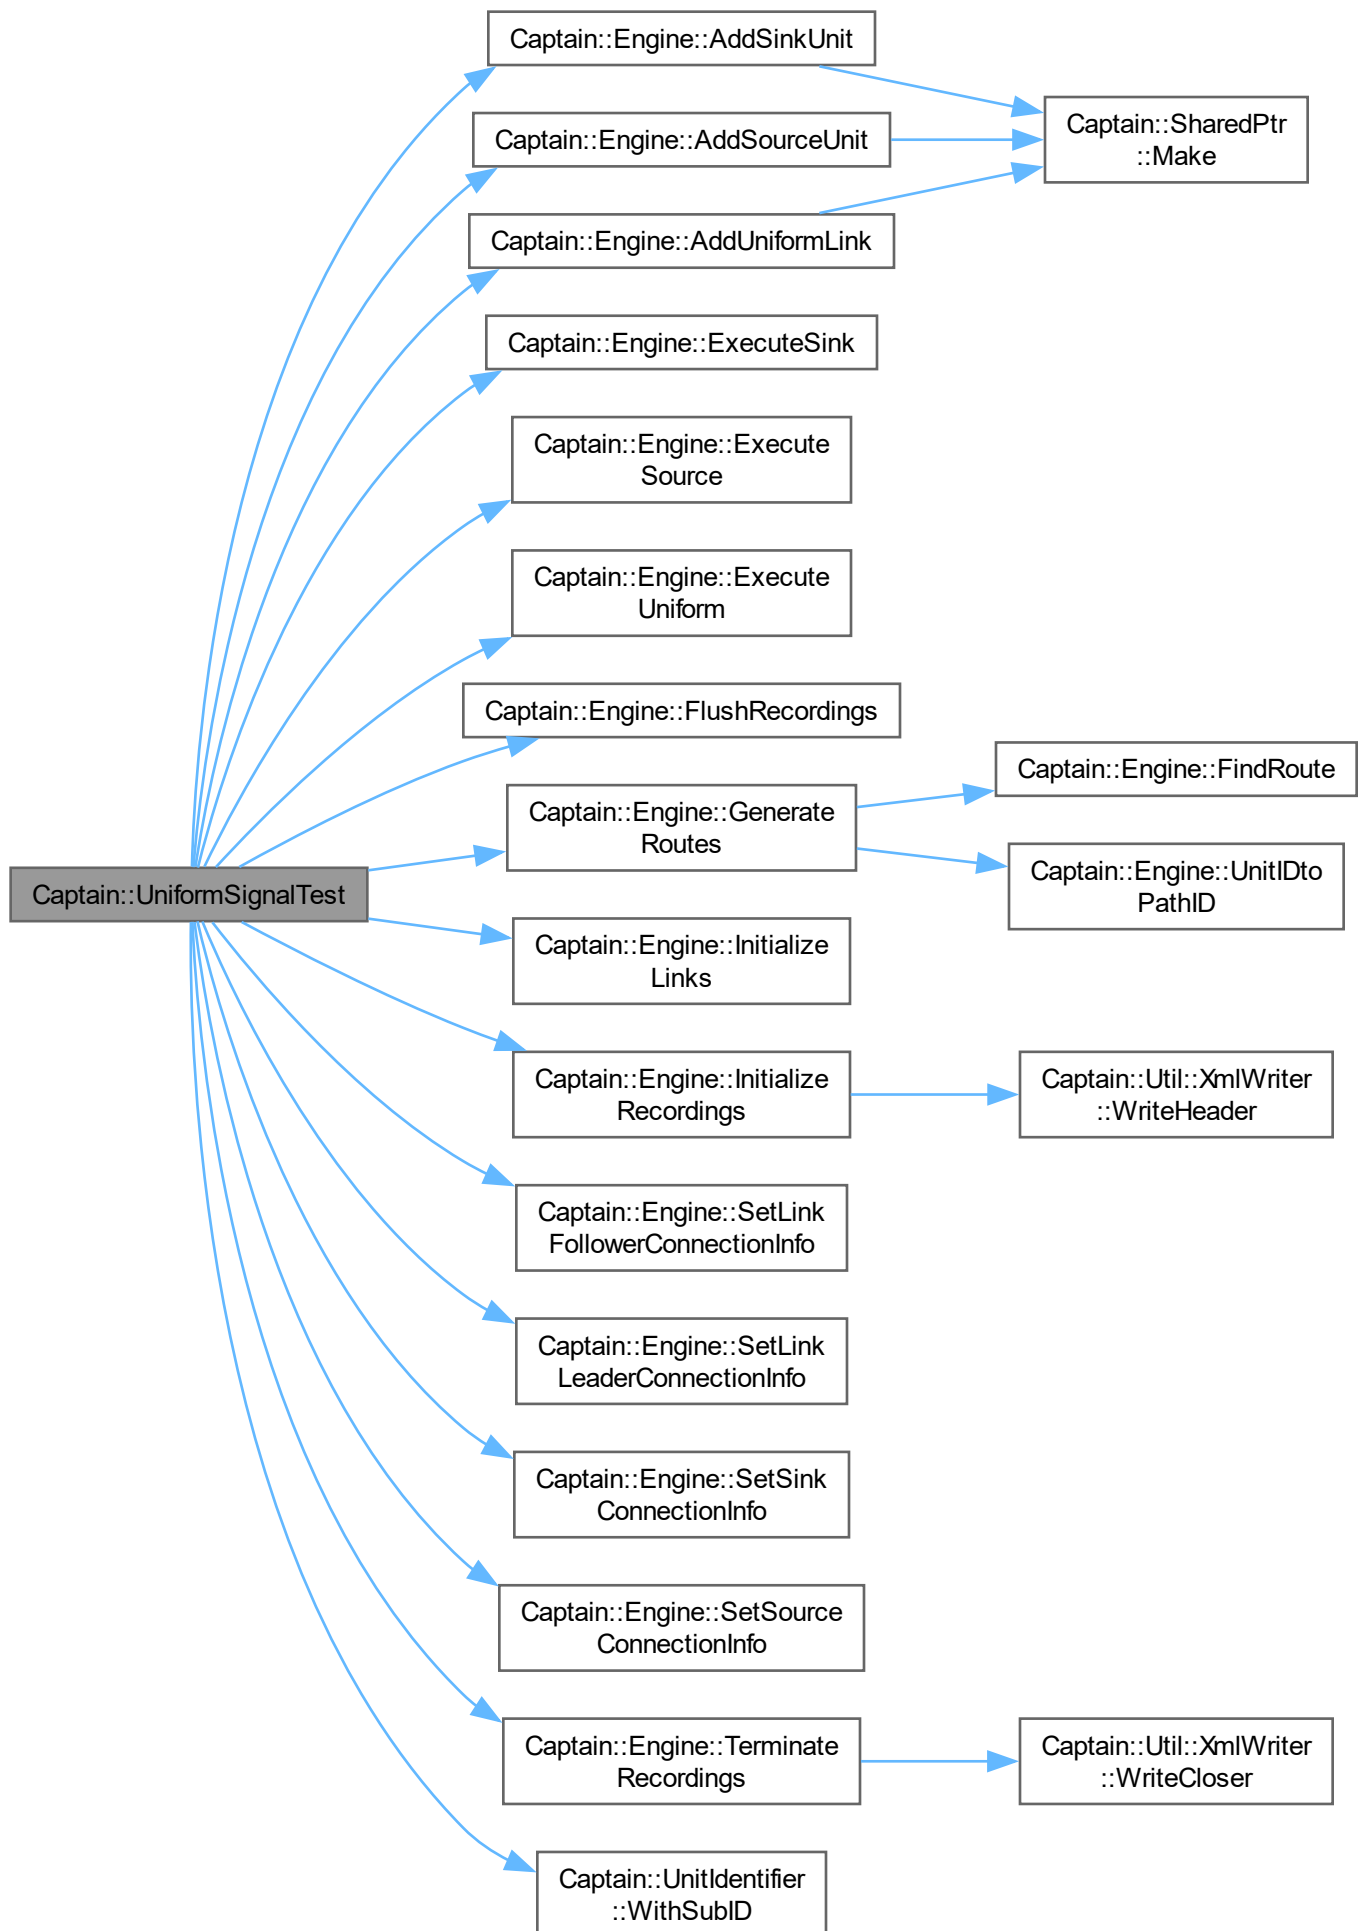 Captain::UniformSignalTest
Captain::Engine::AddSinkUnit
Captain::Engine::AddSourceUnit
Captain::Engine::AddUniformLink
Captain::SharedPtr
::Make
Captain::Engine::ExecuteSink
Captain::Engine::Execute
Source
Captain::Engine::Execute
Uniform
Captain::Engine::FlushRecordings
Captain::Engine::Generate
Routes
Captain::Engine::FindRoute
Captain::Engine::UnitIDto
PathID
Captain::Engine::Initialize
Links
Captain::Engine::Initialize
Recordings
Captain::Util::XmlWriter
::WriteHeader
Captain::Engine::SetLink
FollowerConnectionInfo
Captain::Engine::SetLink
LeaderConnectionInfo
Captain::Engine::SetSink
ConnectionInfo
Captain::Engine::SetSource
ConnectionInfo
Captain::Engine::Terminate
Recordings
Captain::Util::XmlWriter
::WriteCloser
Captain::UnitIdentifier
::WithSubID